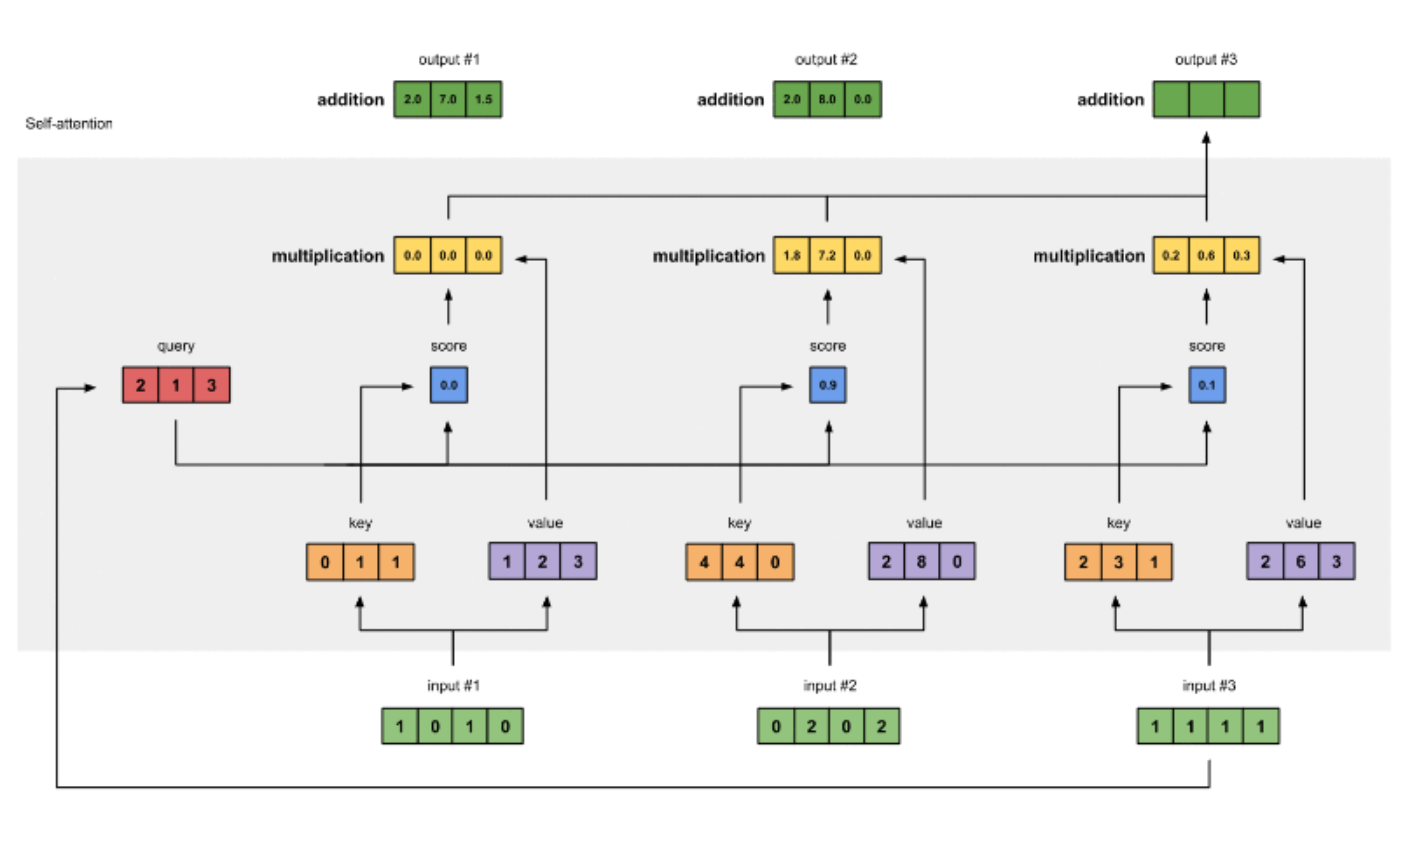 output #1 output #2 output #3
addition 2.0 7.0 1.5 addition 2.0 8.0 0.0 addition
Self-attention
multiplication 0.0 0.0 0.0 multiplication 1.8 7.2 0.0 multiplication 0.2 0.6 0.3
query score score score
2 1 3 0.0 0.9 0.1
key value key value key value
0 1 1 1 2 3 4 4 0 2 8 0 2 3 1 2 6 3
input #1 input #2 input #3
1 0 1 0 0 2 0 2 1 1 1 1